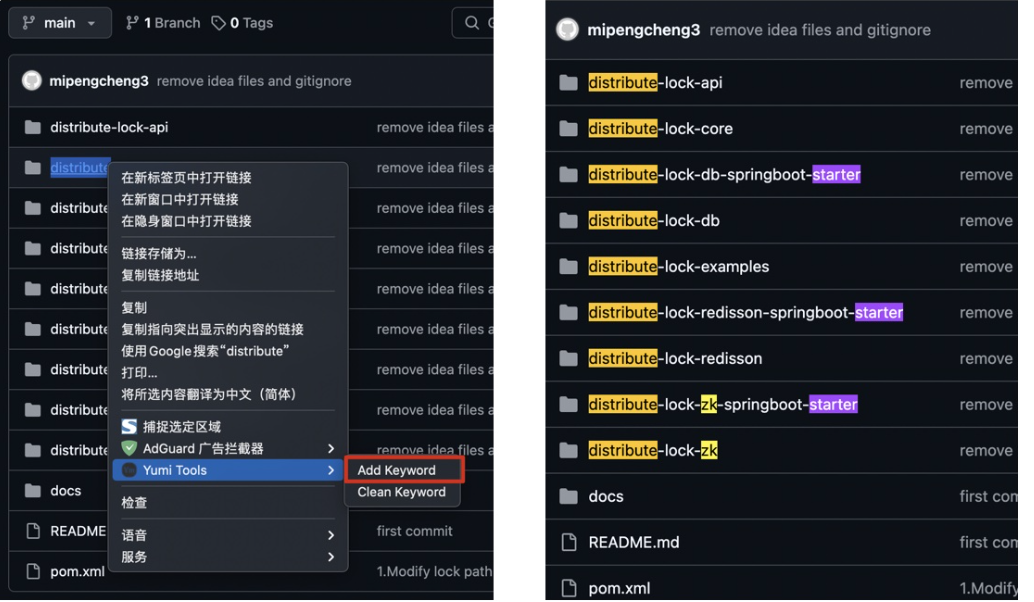 main
1 Branch
0 Tags
mipengcheng3 remove idea files and gitignore
distribute-lock-api remove idea files a
distribute remove idea files a
在新标签页中打开链接
在新窗口中打开链接
在隐身窗口中打开链接
链接存储为...
复制链接地址
复制
复制指向突出显示的内容的链接
使用Google搜索“distribute”
打印...
将所选内容翻译为中文（简体）
捕捉选定区域
AdGuard 广告拦截器
Yumi Tools
检查
语音
服务
Add Keyword
Clean Keyword
distribute remove idea files a
distribute remove idea files a
distribute remove idea files a
distribute remove idea files a
distribute remove idea files a
distribute remove idea files a
distribute
docs
README first commit
pom.xml 1.Modify lock path
mipengcheng3 remove idea files and gitignore
distribute-lock-api remove
distribute-lock-core remove
distribute-lock-db-springboot-starter remove
distribute-lock-db remove
distribute-lock-examples remove
distribute-lock-redisson-springboot-starter remove
distribute-lock-redisson remove
distribute-lock-zk-springboot-starter remove
distribute-lock-zk remove
docs first com
README.md first com
pom.xml 1.Modify